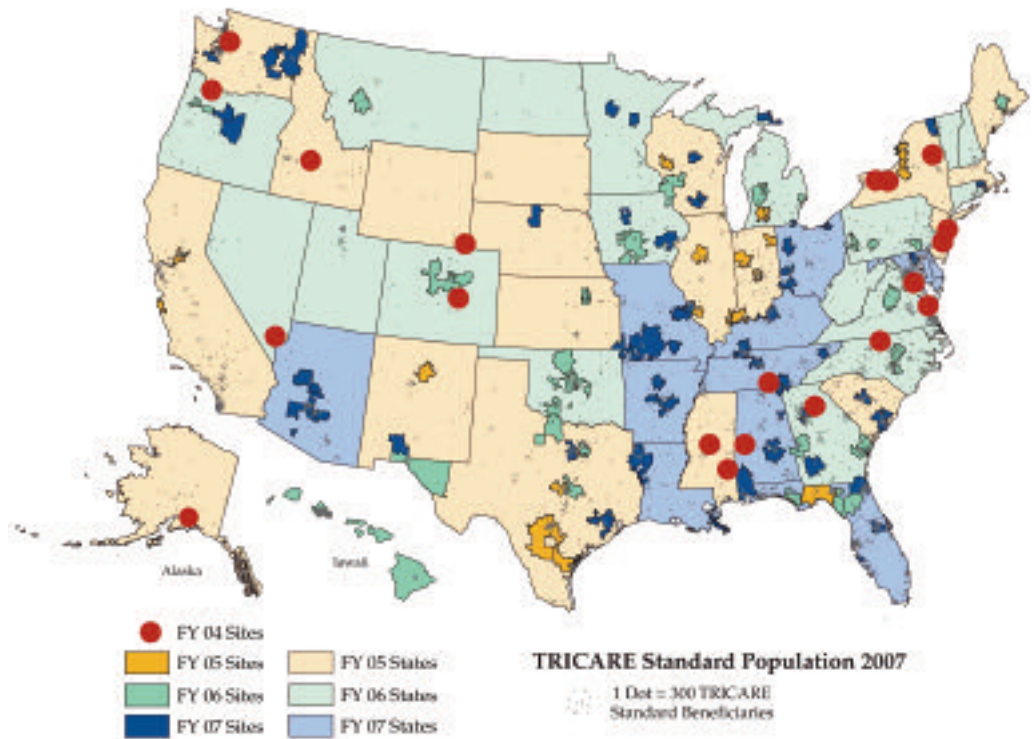 Alaska
Iawaii
FY 04 Sites
FY 05 Sites
FY 05 States
FY 06 Sites
FY 06 States
FY 07 Sites
FY 07 States
TRICARE Standard Population 2007
1 Dot = 300 TRICARE
Standard Beneficiaries